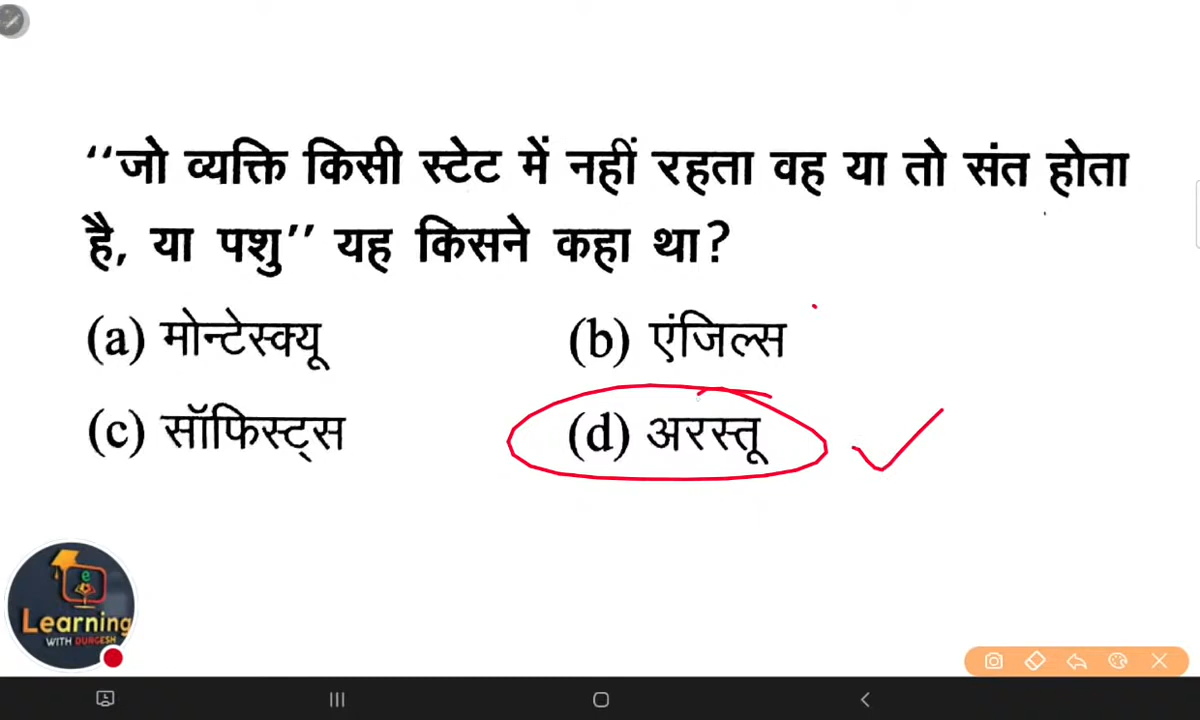 “जो व्यक्ति किसी स्टेट में नहीं रहता वह या तो संत होता
है, या पशु” यह किसने कहा था?
(a) मोन्टेस्क्यू
(b) एंजिल्स
(c) सॉफिस्ट्स
(d) अरस्तू
e
Learning
WITH DURGESH